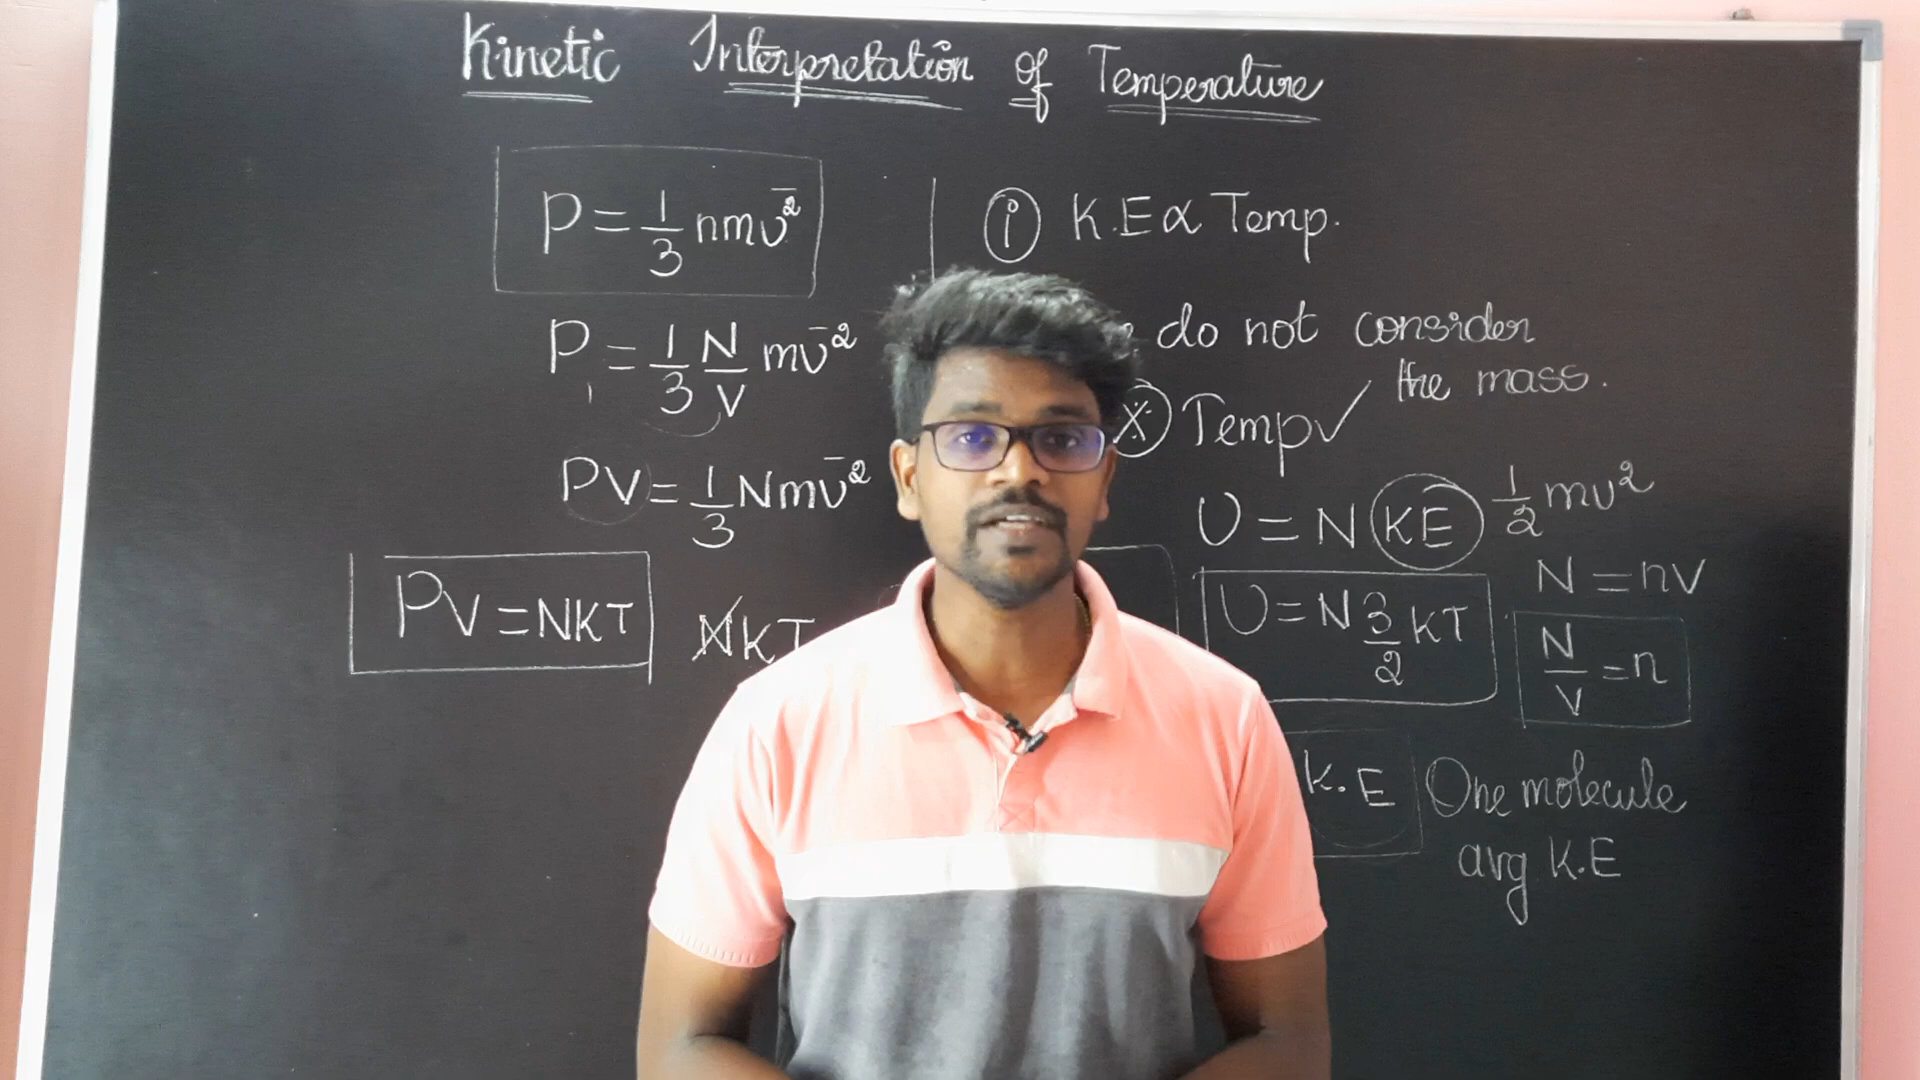 Kinetic Interpretation of Temperature
P = 1/3 nmv̄²
P = 1/3 N/V mv̄²
PV = 1/3 Nmv̄²
PV = NKT
NKT
(i) K.E α Temp.
do not consider
the mass.
Temp ✓
U = N KE 1/2 mv²
U = N 3/2 KT
N = nV
N/V = n
K.E
One molecule
avg K.E